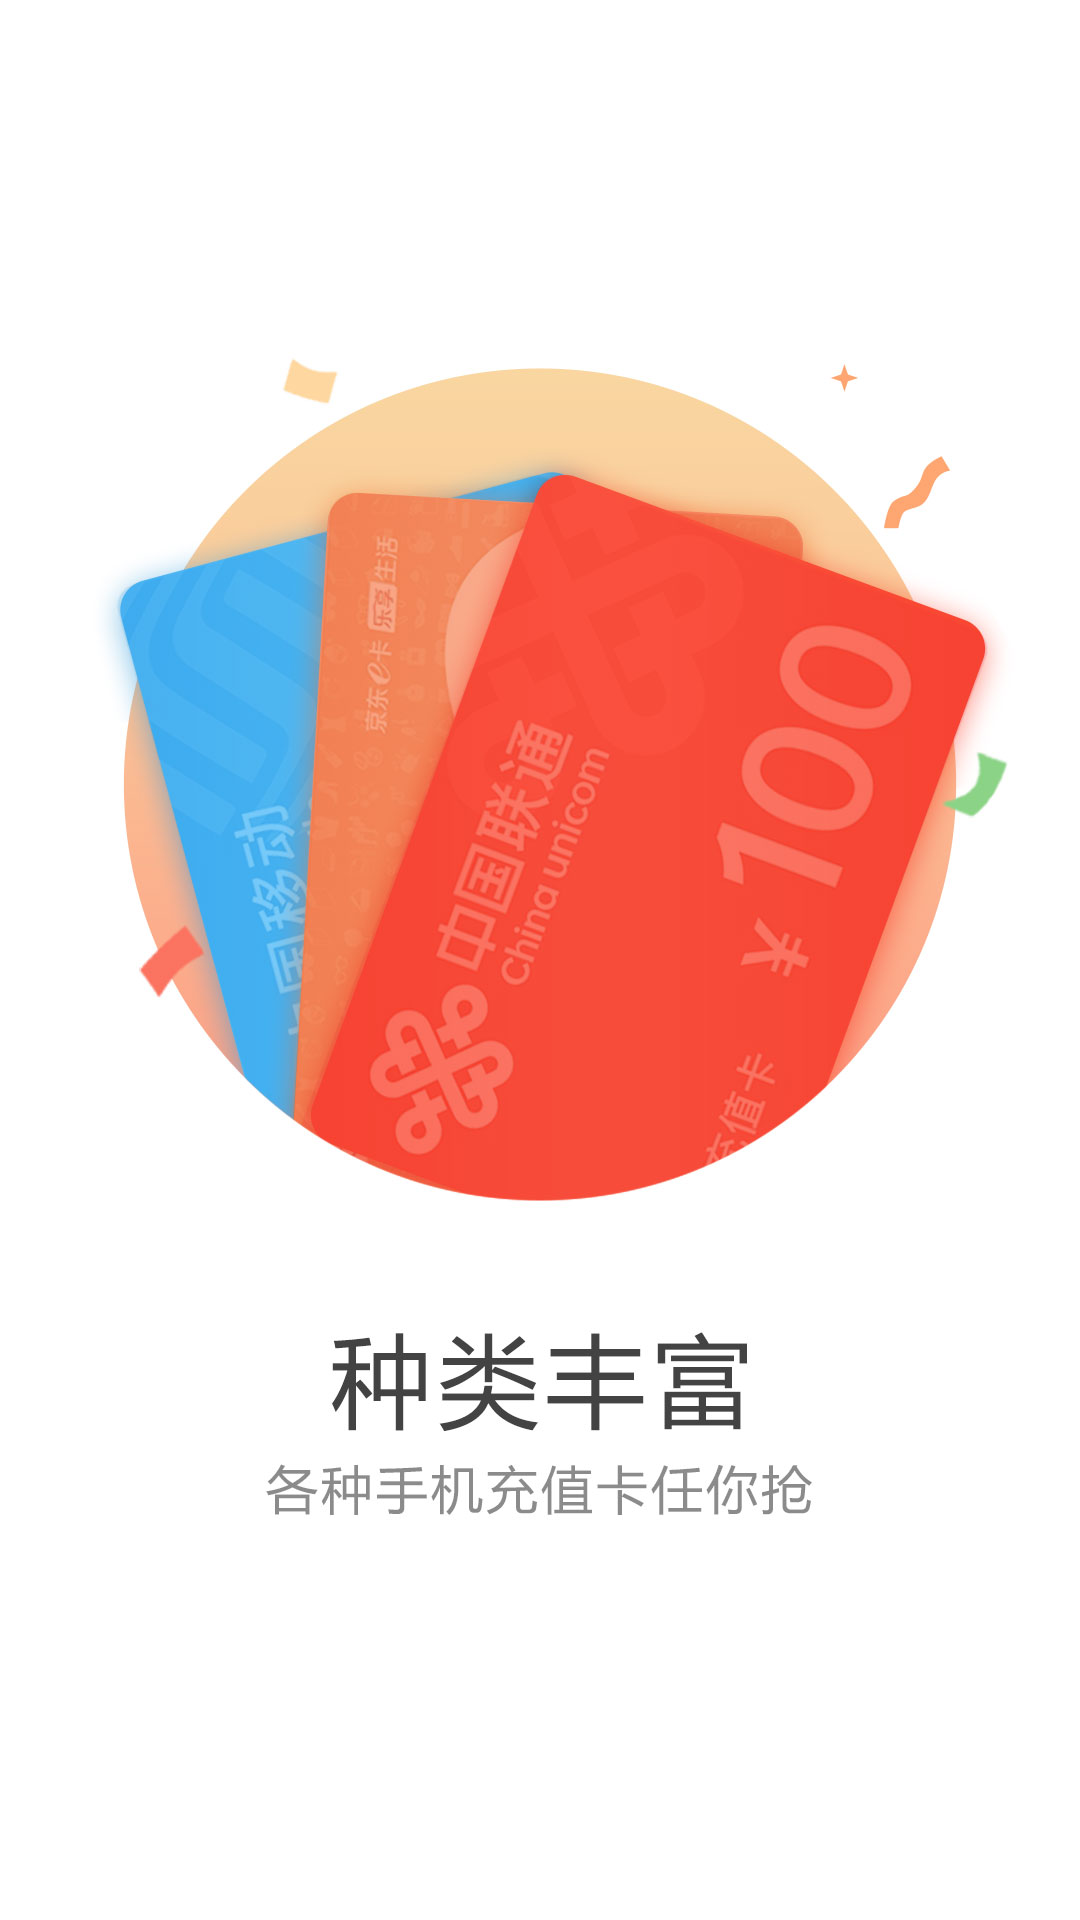 京东e卡 乐享生活
中国移动
中国联通
China unicom
¥ 100
充值卡
种类丰富
各种手机充值卡任你抢